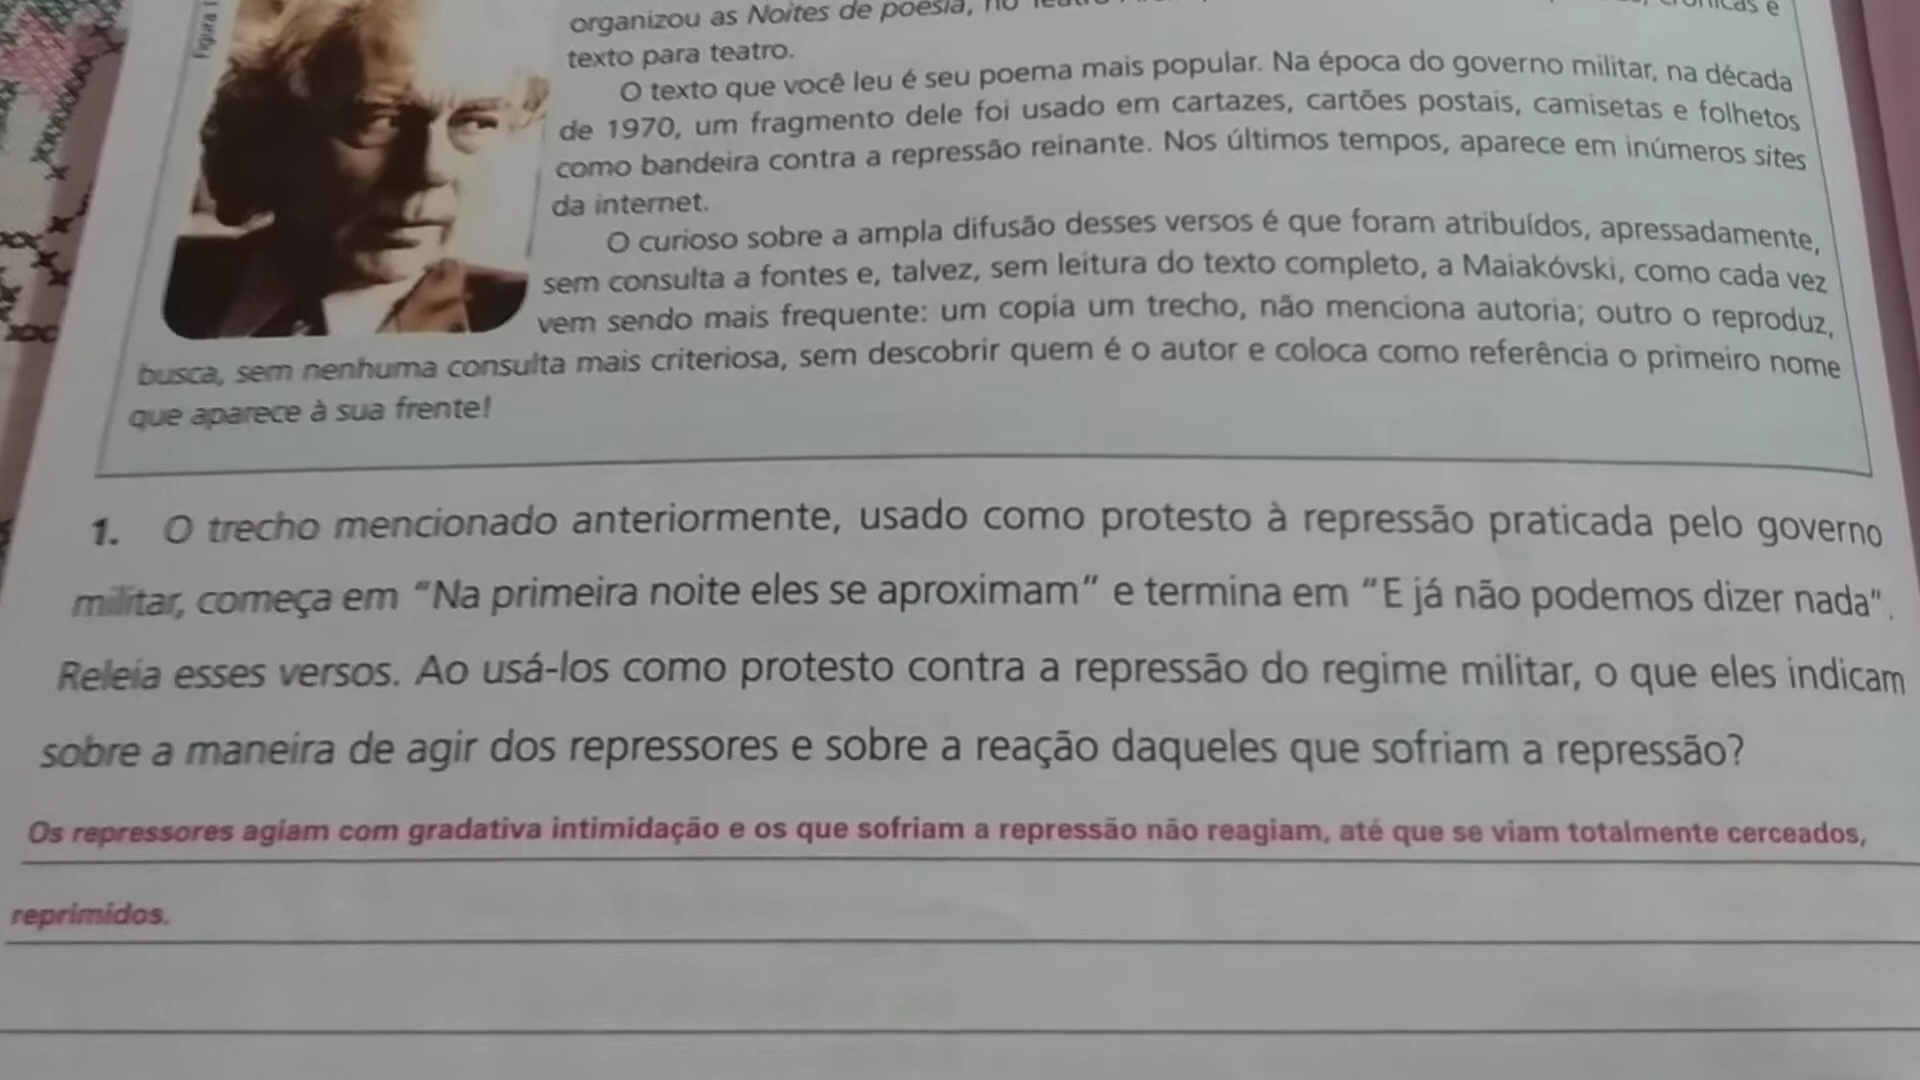 Figura
organizou as Noites de poesia, no
texto para teatro.
O texto que você leu é seu poema mais popular. Na época do governo militar, na década
de 1970, um fragmento dele foi usado em cartazes, cartões postais, camisetas e folhetos
como bandeira contra a repressão reinante. Nos últimos tempos, aparece em inúmeros sites
da internet.
O curioso sobre a ampla difusão desses versos é que foram atribuídos, apressadamente,
sem consulta a fontes e, talvez, sem leitura do texto completo, a Maiakóvski, como cada vez
vem sendo mais frequente: um copia um trecho, não menciona autoria; outro o reproduz,
busca, sem nenhuma consulta mais criteriosa, sem descobrir quem é o autor e coloca como referência o primeiro nome
que aparece à sua frente!
1. O trecho mencionado anteriormente, usado como protesto à repressão praticada pelo governo
militar, começa em “Na primeira noite eles se aproximam” e termina em “E já não podemos dizer nada”.
Releia esses versos. Ao usá-los como protesto contra a repressão do regime militar, o que eles indicam
sobre a maneira de agir dos repressores e sobre a reação daqueles que sofriam a repressão?
Os repressores agiam com gradativa intimidação e os que sofriam a repressão não reagiam, até que se viam totalmente cerceados,
reprimidos.